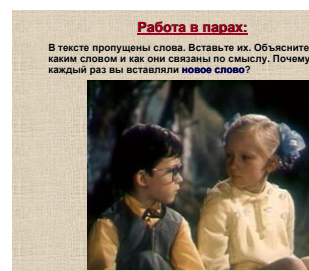 Работа в парах:
В тексте пропущены слова. Вставьте их. Объясните
каким словом и как они связаны по смыслу. Почему
каждый раз вы вставляли новое слово?